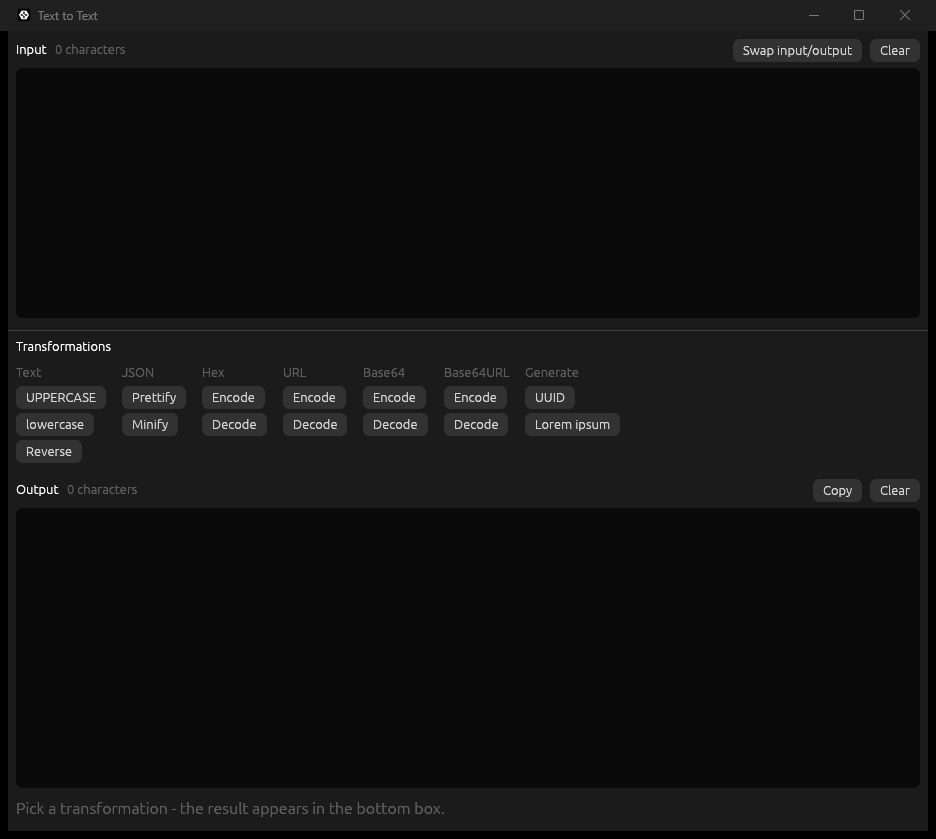 Text to Text
Input 0 characters Swap input/output Clear
Transformations
Text JSON Hex URL Base64 Base64URL Generate
UPPERCASE Prettify Encode Encode Encode Encode UUID
lowercase Minify Decode Decode Decode Decode Lorem ipsum
Reverse
Output 0 characters Copy Clear
Pick a transformation - the result appears in the bottom box.